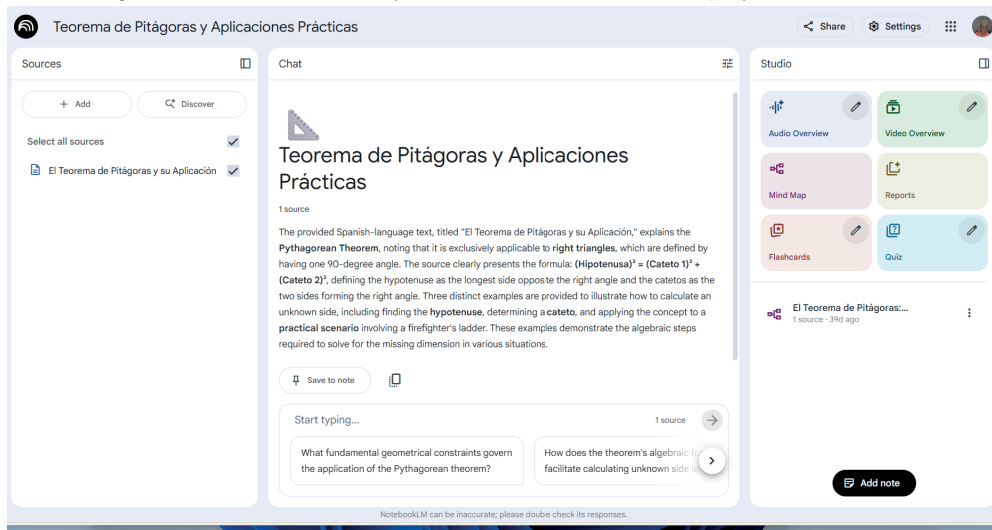 Teorema de Pitágoras y Aplicaciones Prácticas
Share
Settings
Sources
+ Add
Discover
Select all sources
El Teorema de Pitágoras y su Aplicación
Chat
Teorema de Pitágoras y Aplicaciones
Prácticas
1 source
The provided Spanish-language text, titled "El Teorema de Pitágoras y su Aplicación," explains the
Pythagorean Theorem, noting that it is exclusively applicable to right triangles, which are defined by
having one 90-degree angle. The source clearly presents the formula: (Hipotenusa)² = (Cateto 1)² +
(Cateto 2)², defining the hypotenuse as the longest side opposite the right angle and the catetos as the
two sides forming the right angle. Three distinct examples are provided to illustrate how to calculate an
unknown side, including finding the hypotenuse, determining a cateto, and applying the concept to a
practical scenario involving a firefighter's ladder. These examples demonstrate the algebraic steps
required to solve for the missing dimension in various situations.
Save to note
Start typing...
1 source
What fundamental geometrical constraints govern
the application of the Pythagorean theorem?
How does the theorem's algebraic
facilitate calculating unknown side
NotebookLM can be inaccurate; please doube check its responses.
Studio
Audio Overview
Video Overview
Mind Map
Reports
Flashcards
Quiz
El Teorema de Pitágoras:...
1 source · 39d ago
Add note